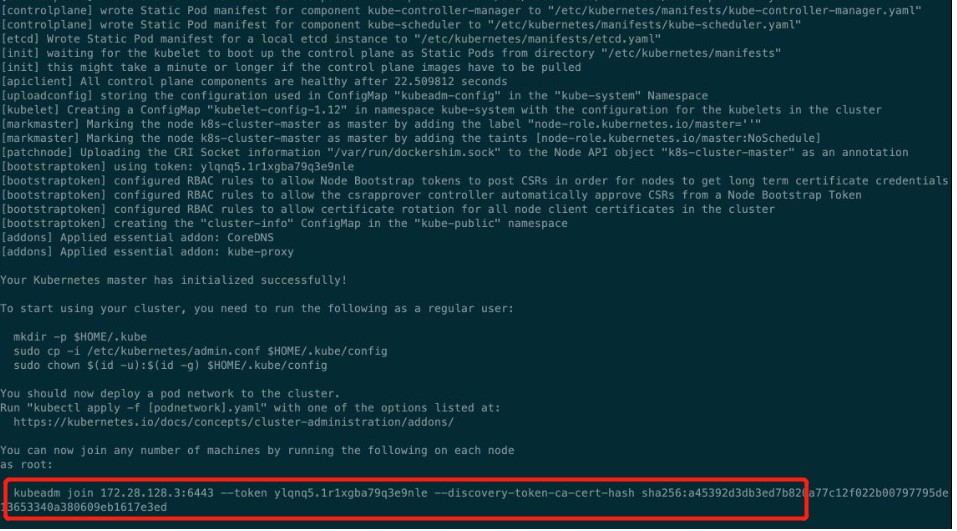 [controlplane] wrote Static Pod manifest for component kube-controller-manager to "/etc/kubernetes/manifests/kube-controller-manager.yaml"
[controlplane] wrote Static Pod manifest for component kube-scheduler to "/etc/kubernetes/manifests/kube-scheduler.yaml"
[etcd] Wrote Static Pod manifest for a local etcd instance to "/etc/kubernetes/manifests/etcd.yaml"
[init] waiting for the kubelet to boot up the control plane as Static Pods from directory "/etc/kubernetes/manifests"
[init] this might take a minute or longer if the control plane images have to be pulled
[apiclient] All control plane components are healthy after 22.509812 seconds
[uploadconfig] storing the configuration used in ConfigMap "kubeadm-config" in the "kube-system" Namespace
[kubelet] Creating a ConfigMap "kubelet-config-1.12" in namespace kube-system with the configuration for the kubelets in the cluster
[markmaster] Marking the node k8s-cluster-master as master by adding the label "node-role.kubernetes.io/master=''"
[markmaster] Marking the node k8s-cluster-master as master by adding the taints [node-role.kubernetes.io/master:NoSchedule]
[patchnode] Uploading the CRI Socket information "/var/run/dockershim.sock" to the Node API object "k8s-cluster-master" as an annotation
[bootstraptoken] using token: ylqnq5.1r1xgba79q3e9nle
[bootstraptoken] configured RBAC rules to allow Node Bootstrap tokens to post CSRs in order for nodes to get long term certificate credentials
[bootstraptoken] configured RBAC rules to allow the csrapprover controller automatically approve CSRs from a Node Bootstrap Token
[bootstraptoken] configured RBAC rules to allow certificate rotation for all node client certificates in the cluster
[bootstraptoken] creating the "cluster-info" ConfigMap in the "kube-public" namespace
[addons] Applied essential addon: CoreDNS
[addons] Applied essential addon: kube-proxy
Your Kubernetes master has initialized successfully!
To start using your cluster, you need to run the following as a regular user:
mkdir -p $HOME/.kube
sudo cp -i /etc/kubernetes/admin.conf $HOME/.kube/config
sudo chown $(id -u):$(id -g) $HOME/.kube/config
You should now deploy a pod network to the cluster.
Run "kubectl apply -f [podnetwork].yaml" with one of the options listed at:
https://kubernetes.io/docs/concepts/cluster-administration/addons/
You can now join any number of machines by running the following on each node
as root:
kubeadm join 172.28.128.3:6443 --token ylqnq5.1r1xgba79q3e9nle --discovery-token-ca-cert-hash